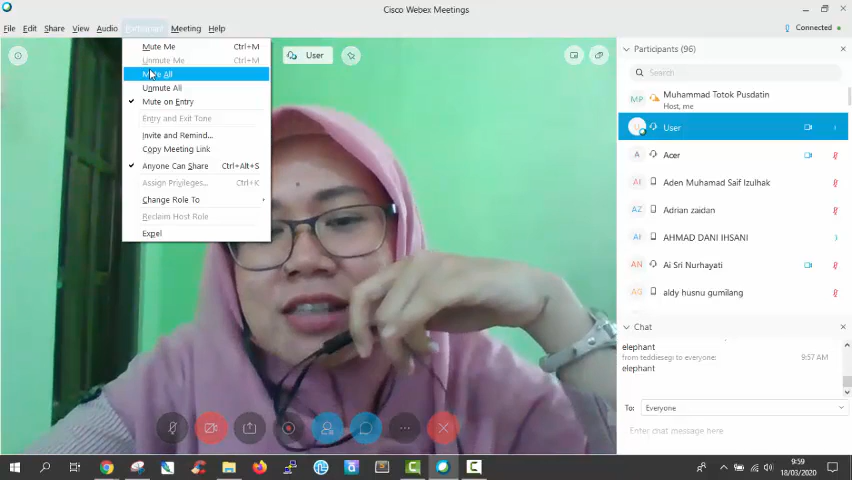 Cisco Webex Meetings
File Edit Share View Audio Participant Meeting Help
Connected
Mute Me Ctrl+M
Unmute Me Ctrl+M
Mute All
Unmute All
Mute on Entry
Entry and Exit Tone
Invite and Remind...
Copy Meeting Link
Anyone Can Share Ctrl+Alt+S
Assign Privileges... Ctrl+K
Change Role To
Reclaim Host Role
Expel
User
Participants (96)
Search
MP Muhammad Totok Pusdatin
Host, me
User
A Acer
AI Aden Muhamad Saif Izulhak
AZ Adrian zaidan
AI AHMAD DANI IHSANI
AN Ai Sri Nurhayati
AG aldy husnu gumilang
Chat
elephant
from teddiesegi to everyone: 9:57 AM
elephant
To: Everyone
Enter chat message here
9:59
18/03/2020